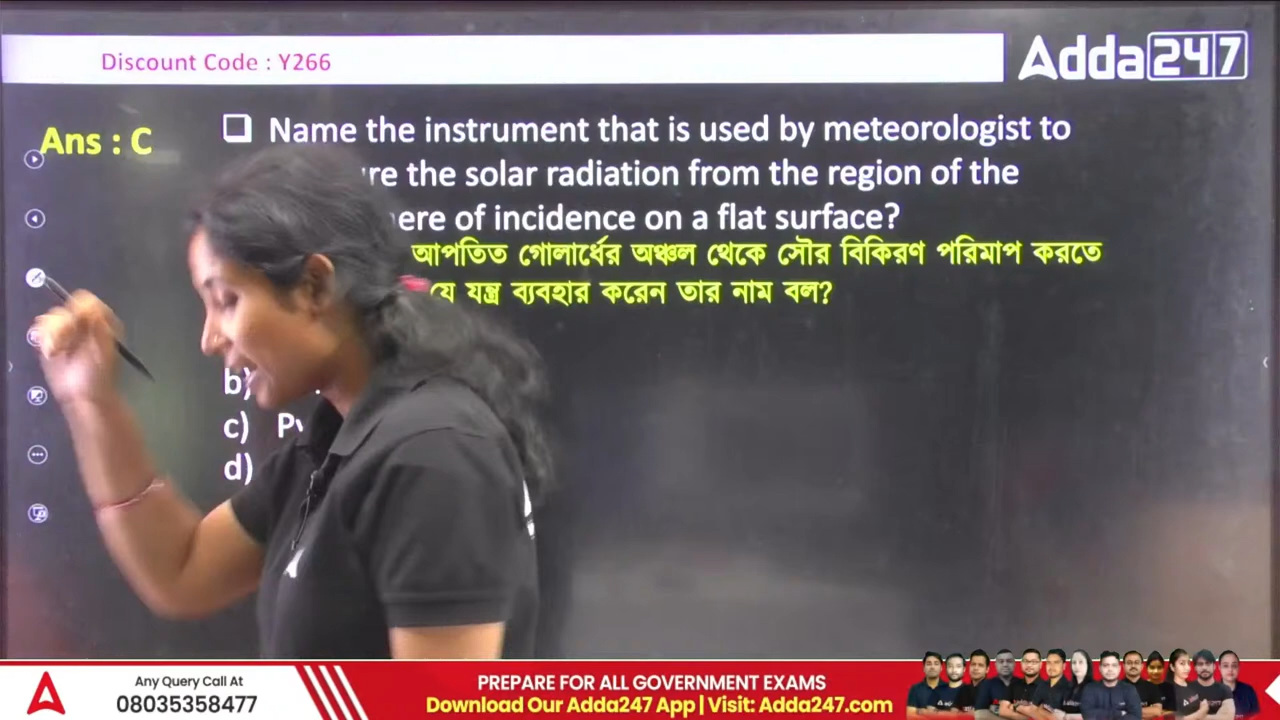 Discount Code : Y266
Adda247
Ans : C
Name the instrument that is used by meteorologist to
the solar radiation from the region of the
of incidence on a flat surface?
আপতিত গোলার্ধের অঞ্চল থেকে সৌর বিকিরণ পরিমাপ করতে
যে যন্ত্র ব্যবহার করেন তার নাম বল?
b)
c)
d)
Any Query Call At
08035358477
PREPARE FOR ALL GOVERNMENT EXAMS
Download Our Adda247 App | Visit: Adda247.com